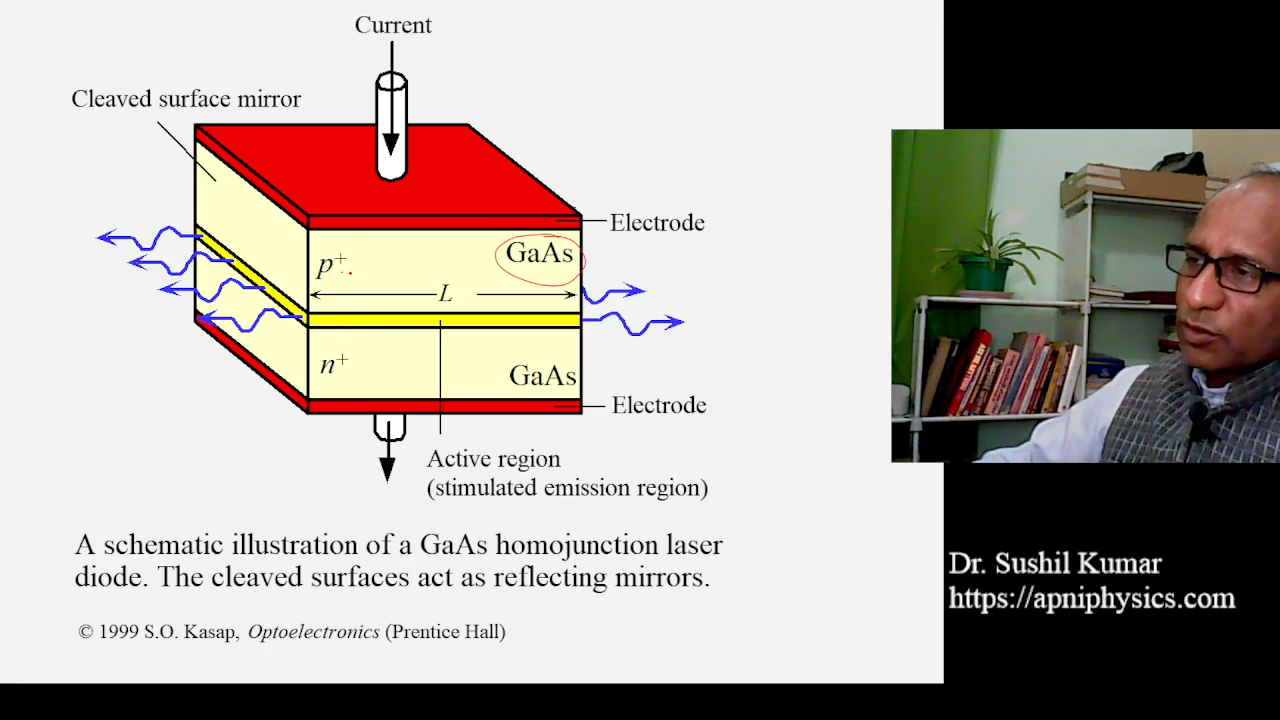 Current
Cleaved surface mirror
Electrode
GaAs
p+
L
n+
GaAs
Electrode
Active region
(stimulated emission region)
A schematic illustration of a GaAs homojunction laser
diode. The cleaved surfaces act as reflecting mirrors.
© 1999 S.O. Kasap, Optoelectronics (Prentice Hall)
Dr. Sushil Kumar
https://apniphysics.com